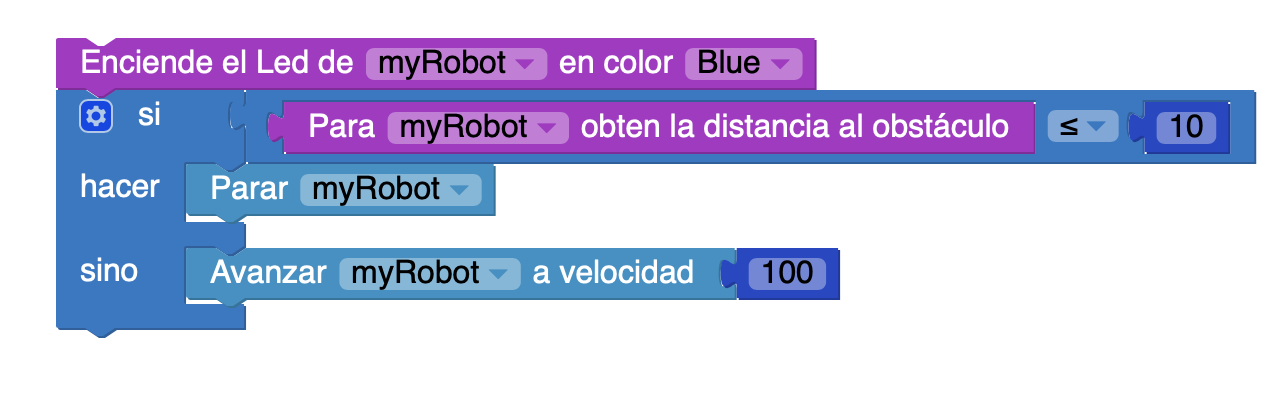 Enciende el Led de myRobot en color Blue
si Para myRobot obten la distancia al obstáculo ≤ 10
hacer Parar myRobot
sino Avanzar myRobot a velocidad 100